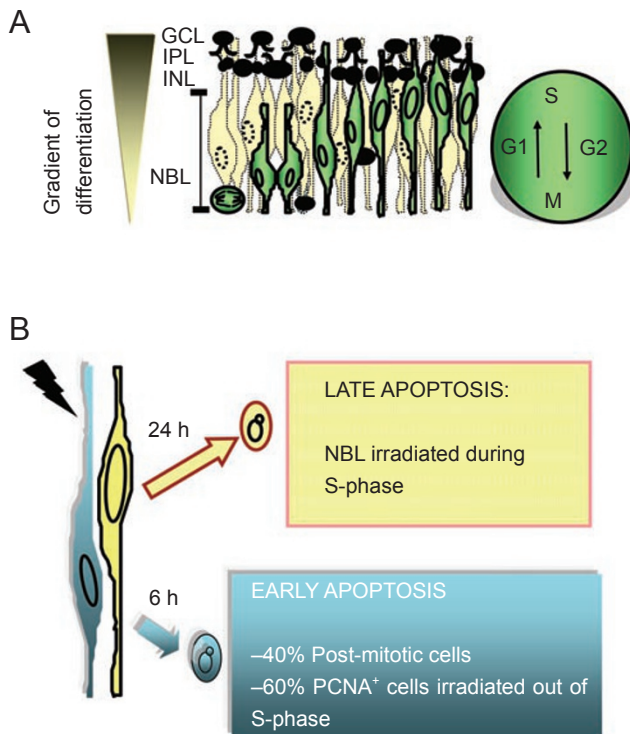 A
GCL
IPL
INL
NBL
Gradient of
differentiation
S
G1
G2
M
B
24 h
LATE APOPTOSIS:
NBL irradiated during
S-phase
6 h
EARLY APOPTOSIS
–40% Post-mitotic cells
–60% PCNA⁺ cells irradiated out of
S-phase